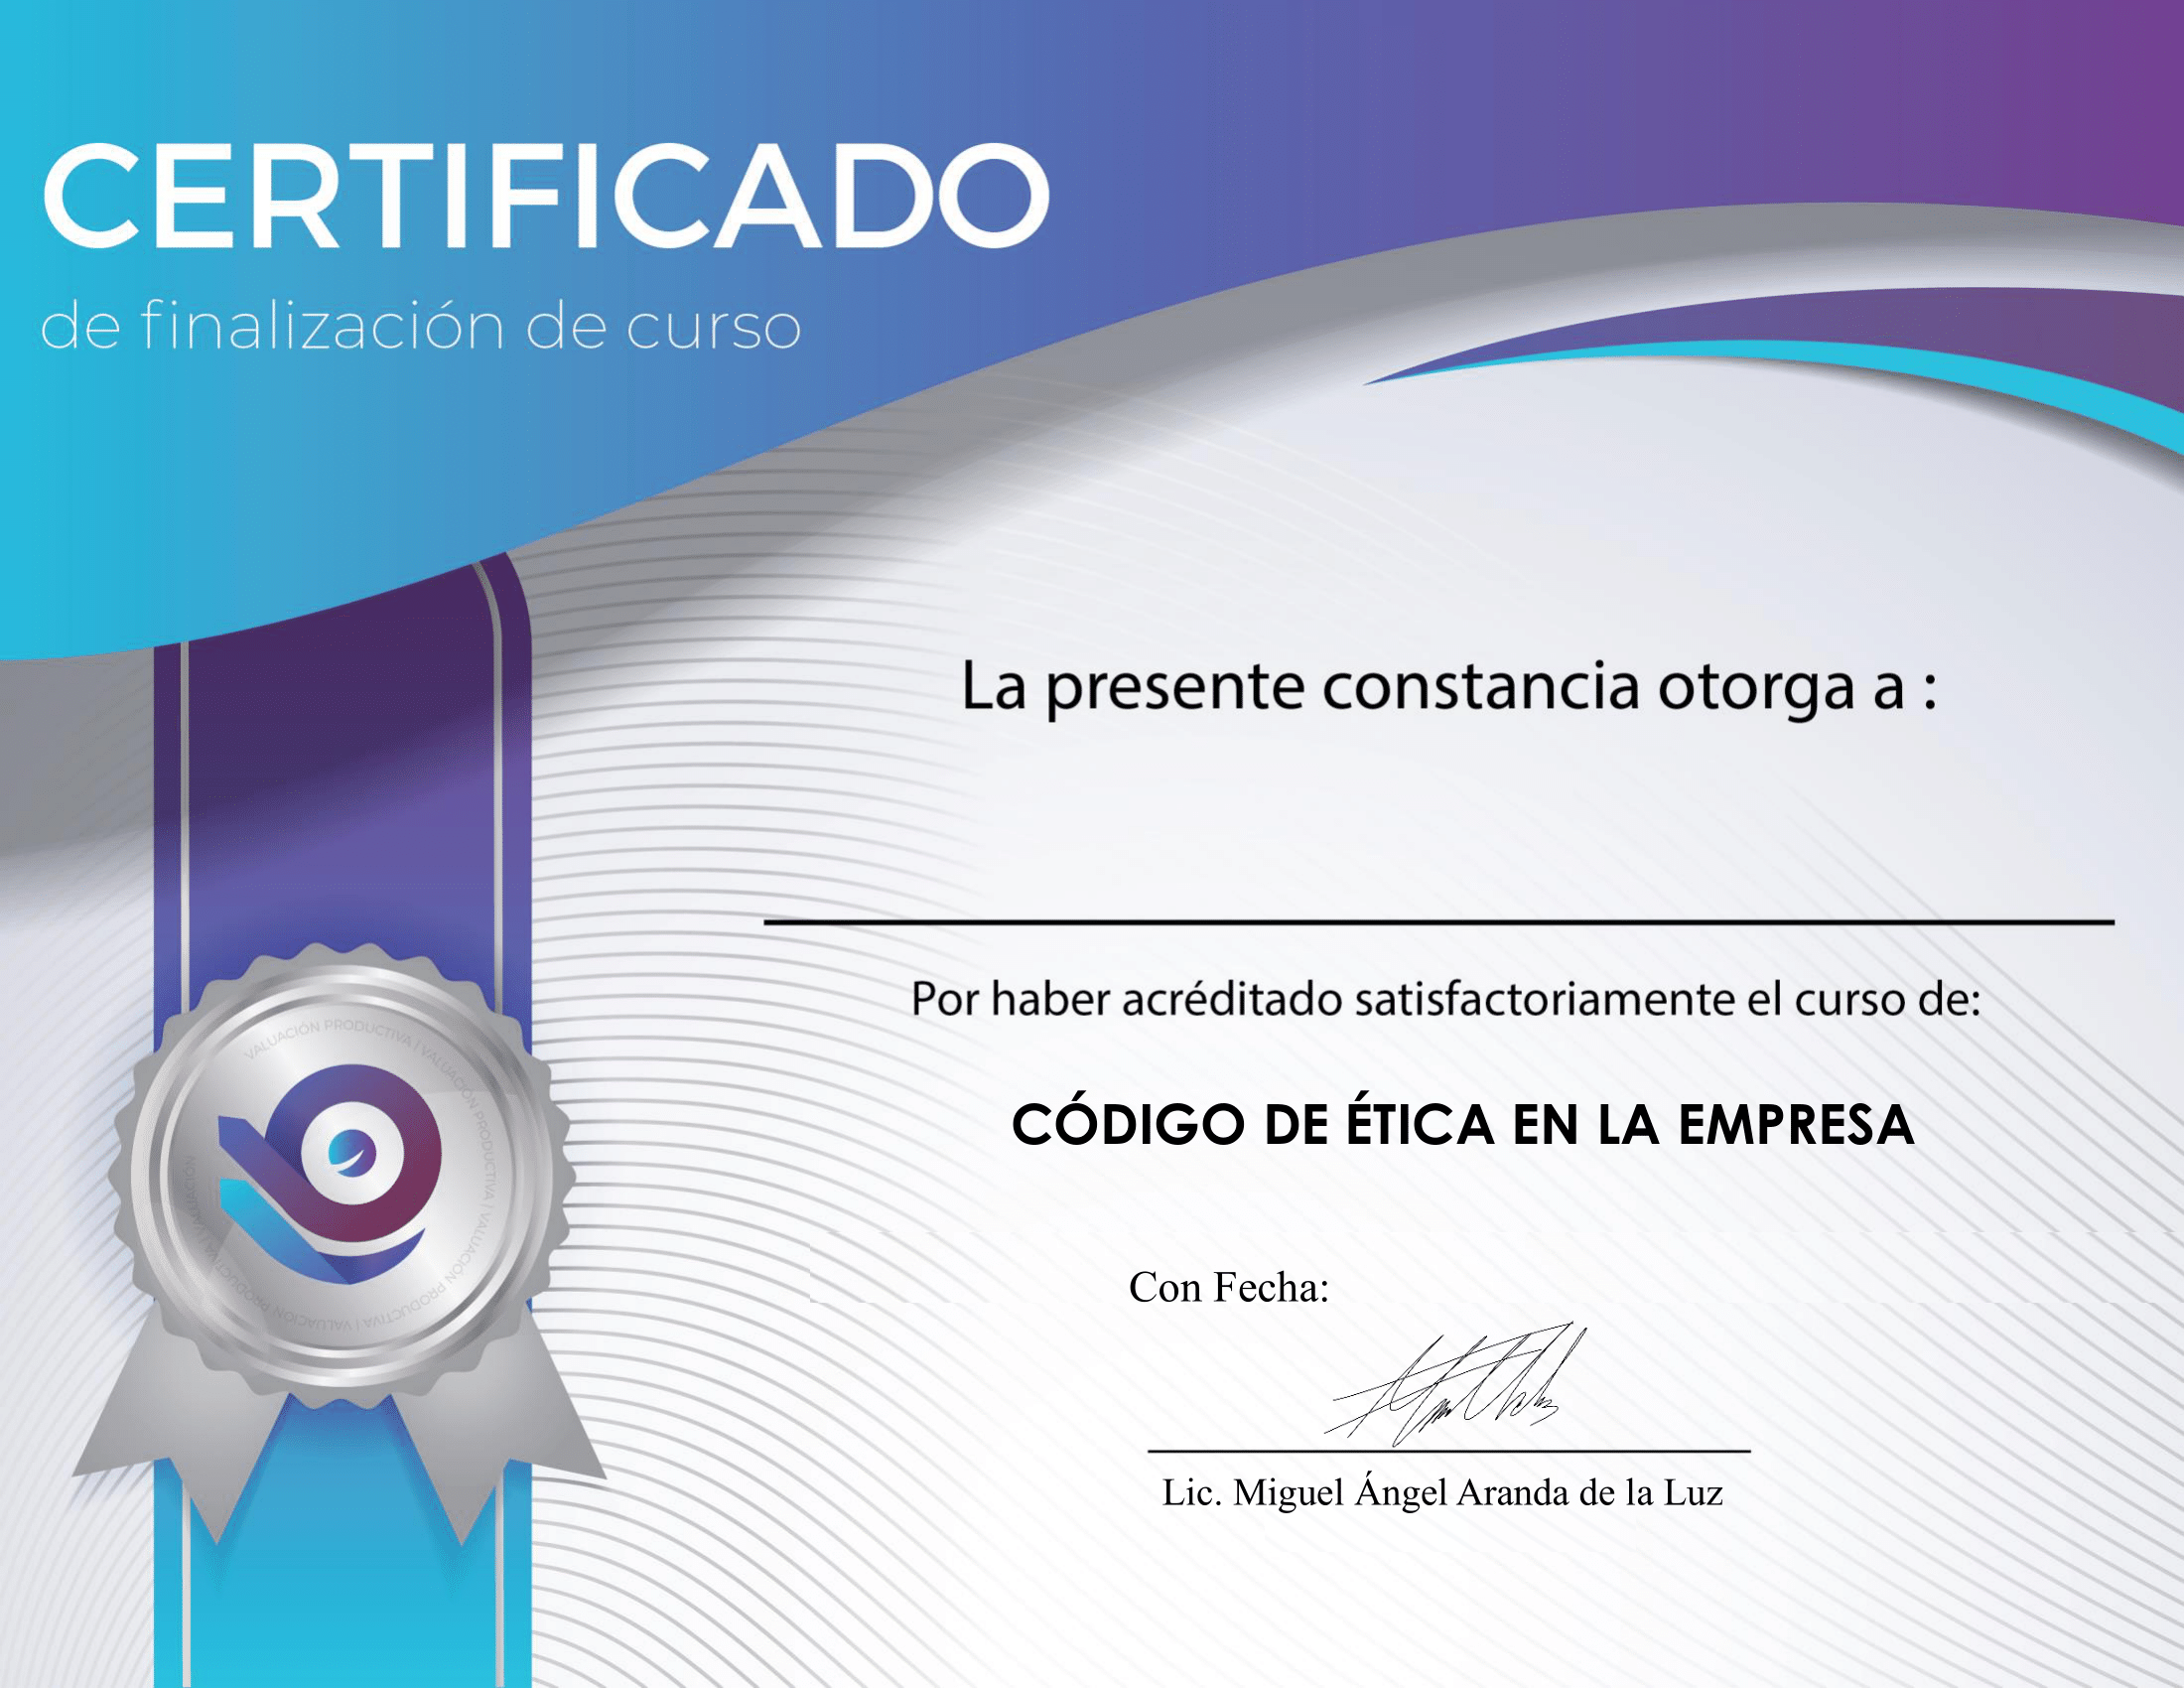 CERTIFICADO
de finalización de curso
La presente constancia otorga a :
Por haber acréditado satisfactoriamente el curso de:
CÓDIGO DE ÉTICA EN LA EMPRESA
Con Fecha:
Lic. Miguel Ángel Aranda de la Luz
VALUACIÓN PRODUCTIVA | VALUACIÓN PRODUCTIVA | VALUACIÓN PRODUCTIVA | VALUACIÓN PRODUCTIVA | VALUACIÓN